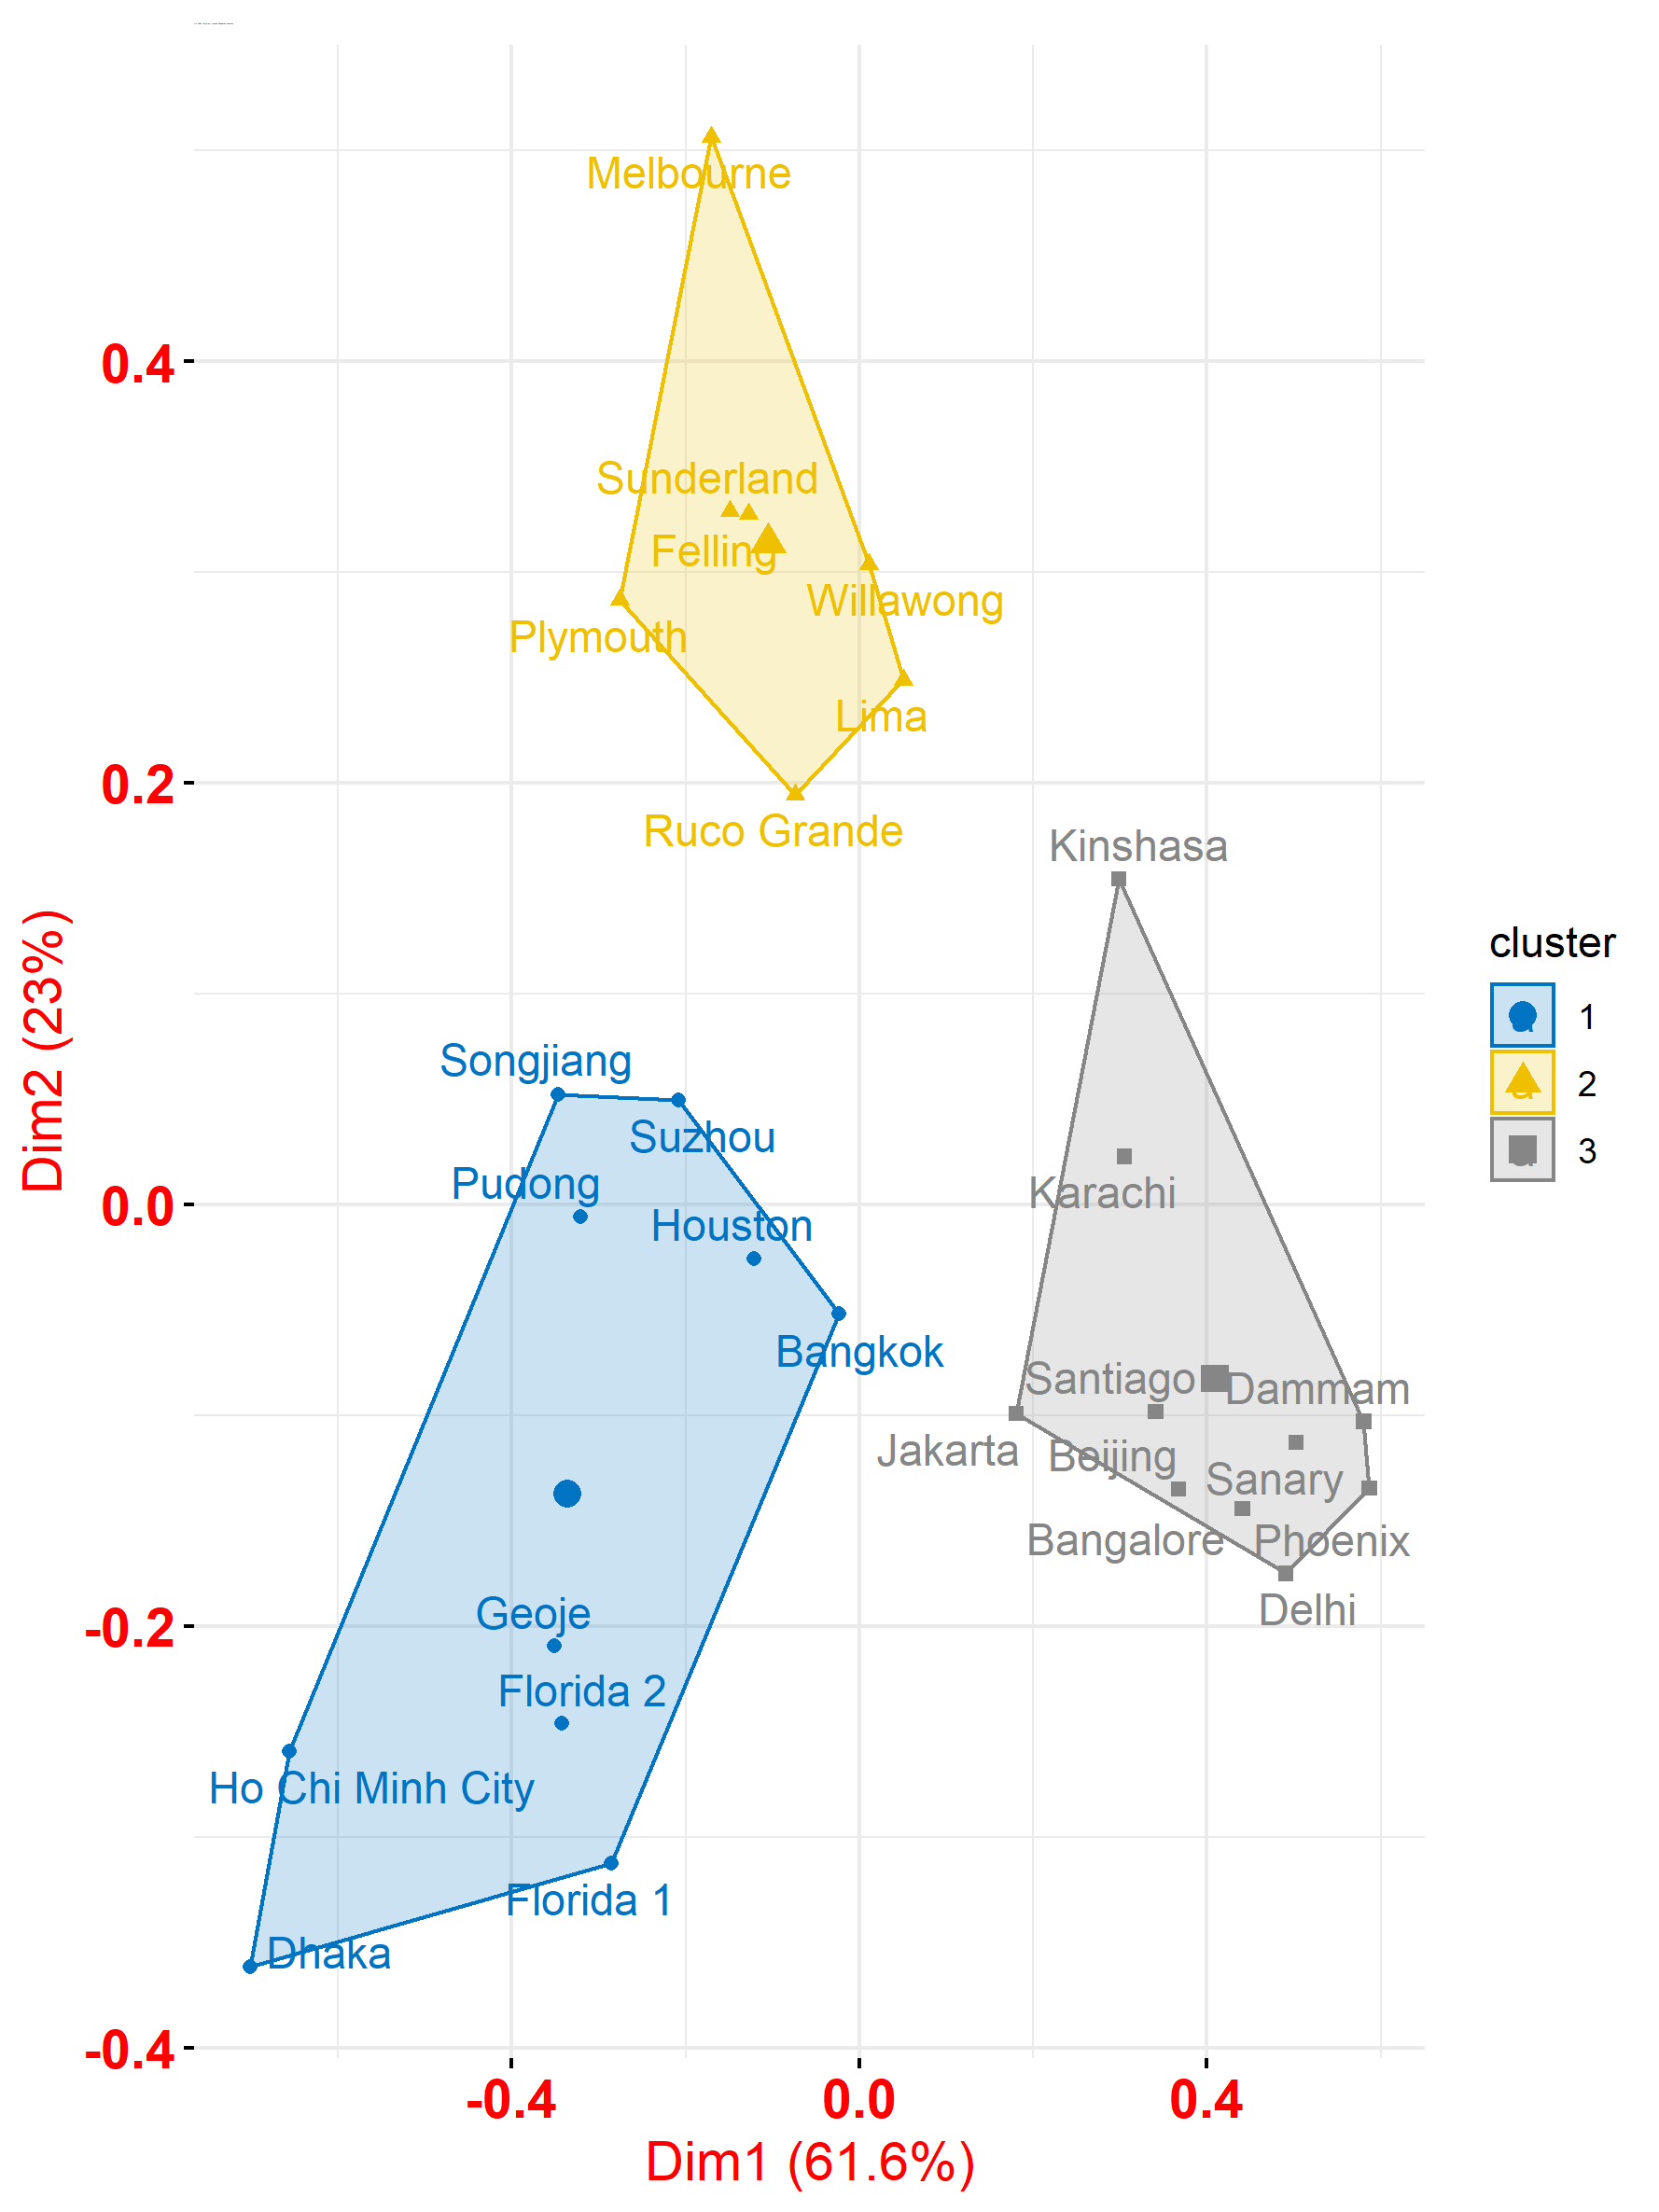 Melbourne
0.4
Sunderland
Felling
Willawong
Plymouth
Lima
0.2
Ruco Grande
Kinshasa
Dim2 (23%)
cluster
a 1
a 2
a 3
Songjiang
Suzhou
Pudong
Karachi
0.0
Houston
Bangkok
Santiago
Dammam
Jakarta
Beijing
Sanary
Bangalore
Phoenix
Delhi
Geoje
-0.2
Florida 2
Ho Chi Minh City
Florida 1
Dhaka
-0.4
-0.4 0.0 0.4
Dim1 (61.6%)